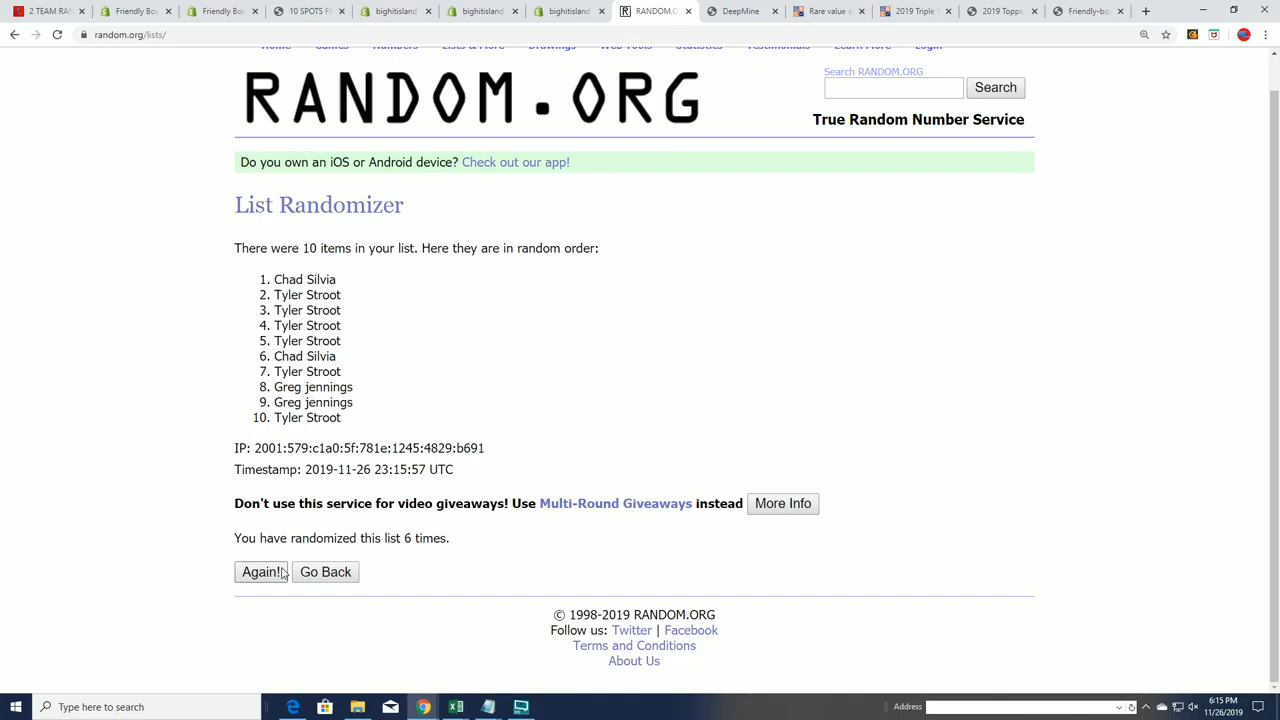 2 TEAM RAN
Friendly Bo
Friendly Bo
10 SPOTS FI
bightisland
bightisland
RANDOM.O
DeepMine
Rare value s
2019 Triple
2019 Topps
Friendly-bo
random.org/lists/
Home Games Numbers Lists & More Drawings Web Tools Statistics Testimonials Learn More Login
RANDOM.ORG
Search RANDOM.ORG
Search
True Random Number Service
Do you own an iOS or Android device? Check out our app!
List Randomizer
There were 10 items in your list. Here they are in random order:
1. Chad Silvia
2. Tyler Stroot
3. Tyler Stroot
4. Tyler Stroot
5. Tyler Stroot
6. Chad Silvia
7. Tyler Stroot
8. Greg jennings
9. Greg jennings
10. Tyler Stroot
IP: 2001:579:c1a0:5f:781e:1245:4829:b691
Timestamp: 2019-11-26 23:15:57 UTC
Don't use this service for video giveaways! Use Multi-Round Giveaways instead More Info
You have randomized this list 6 times.
Again! Go Back
© 1998-2019 RANDOM.ORG
Follow us: Twitter | Facebook
Terms and Conditions
About Us
Type here to search
Address
6:15 PM
11/26/2019